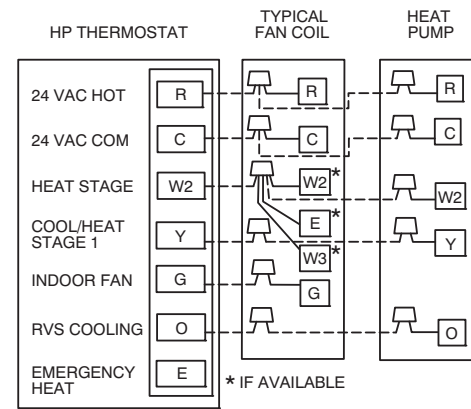 HP THERMOSTAT
TYPICAL
FAN COIL
HEAT
PUMP
24 VAC HOT R R R
24 VAC COM C C C
HEAT STAGE W2 W2* W2
E*
W3*
COOL/HEAT
STAGE 1 Y Y
INDOOR FAN G G
RVS COOLING O O
EMERGENCY
HEAT E
* IF AVAILABLE